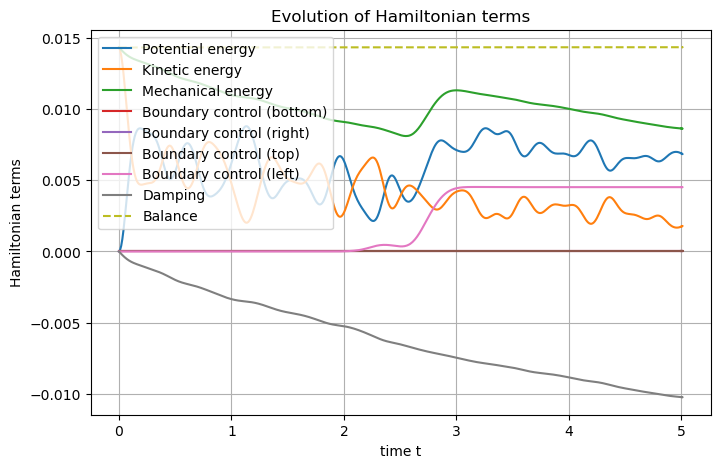 Evolution of Hamiltonian terms
0.015
0.010
0.005
0.000
−0.005
−0.010
Hamiltonian terms
Potential energy
Kinetic energy
Mechanical energy
Boundary control (bottom)
Boundary control (right)
Boundary control (top)
Boundary control (left)
Damping
Balance
0 1 2 3 4 5
time t